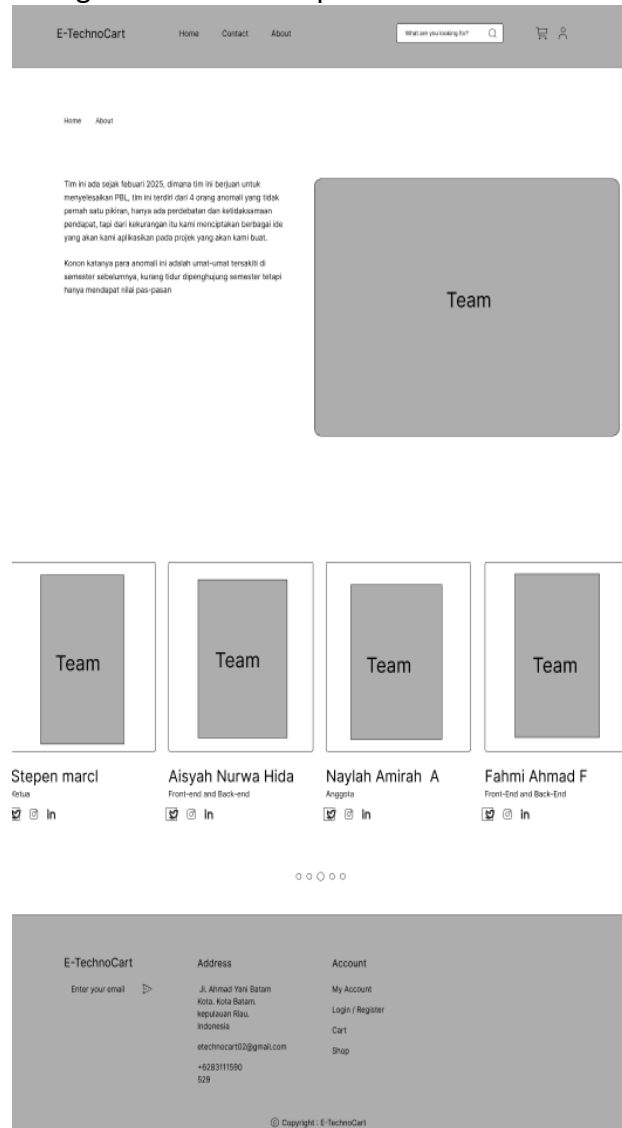 E-TechnoCart Home Contact About What are you looking for?
Home About
Tim ini ada sejak febuari 2025, dimana tim ini berjuan untuk
menyelesaikan PBL, tim ini terdiri dari 4 orang anomali yang tidak
pernah satu pikiran, hanya ada perdebatan dan ketidaksamaan
pendapat, tapi dari kekurangan itu kami menciptakan berbagai ide
yang akan kami aplikasikan pada projek yang akan kami buat.
Konon katanya para anomali ini adalah umat-umat tersakiti di
semester sebelumnya, kurang tidur dipenghujung semester tetapi
hanya mendapat nilai pas-pasan
Team
Team Team Team Team
Stepen marcl Aisyah Nurwa Hida Naylah Amirah A Fahmi Ahmad F
Ketua Front-end and Back-end Anggota Front-End and Back-End
in in in in
E-TechnoCart Address Account
Enter your email Jl. Ahmad Yani Batam My Account
Kota. Kota Batam.
kepulauan Riau. Login / Register
Indonesia Cart
etechnocart02@gmail.com Shop
+6283111590
529
© Copyright : E-TechnoCart